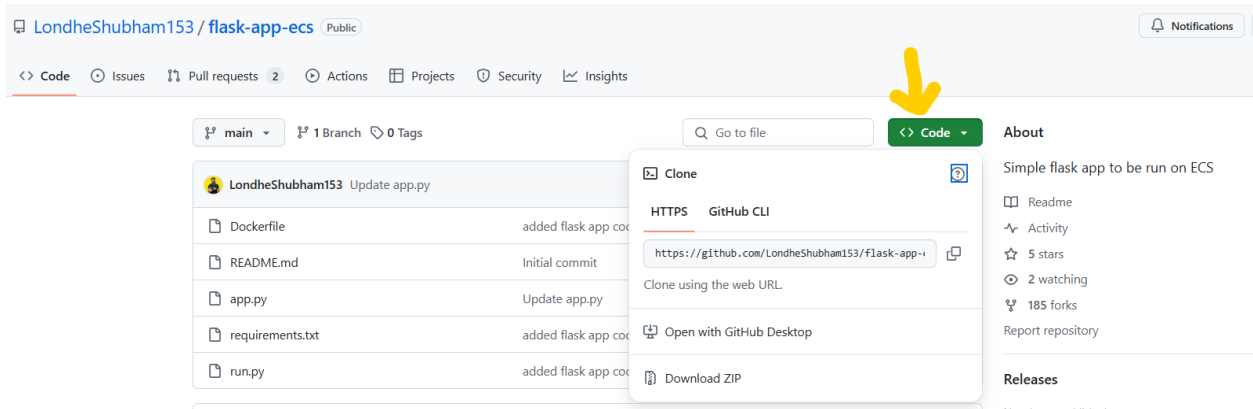 LondheShubham153 / flask-app-ecs Public
Notifications
Code Issues Pull requests 2 Actions Projects Security Insights
main 1 Branch 0 Tags
Go to file
Code
LondheShubham153 Update app.py
Dockerfile added flask app
README.md Initial commit
app.py Update app.py
requirements.txt added flask app
run.py added flask app
Clone
HTTPS GitHub CLI
https://github.com/LondheShubham153/flask-app-
Clone using the web URL.
Open with GitHub Desktop
Download ZIP
About
Simple flask app to be run on ECS
Readme
Activity
5 stars
2 watching
185 forks
Report repository
Releases